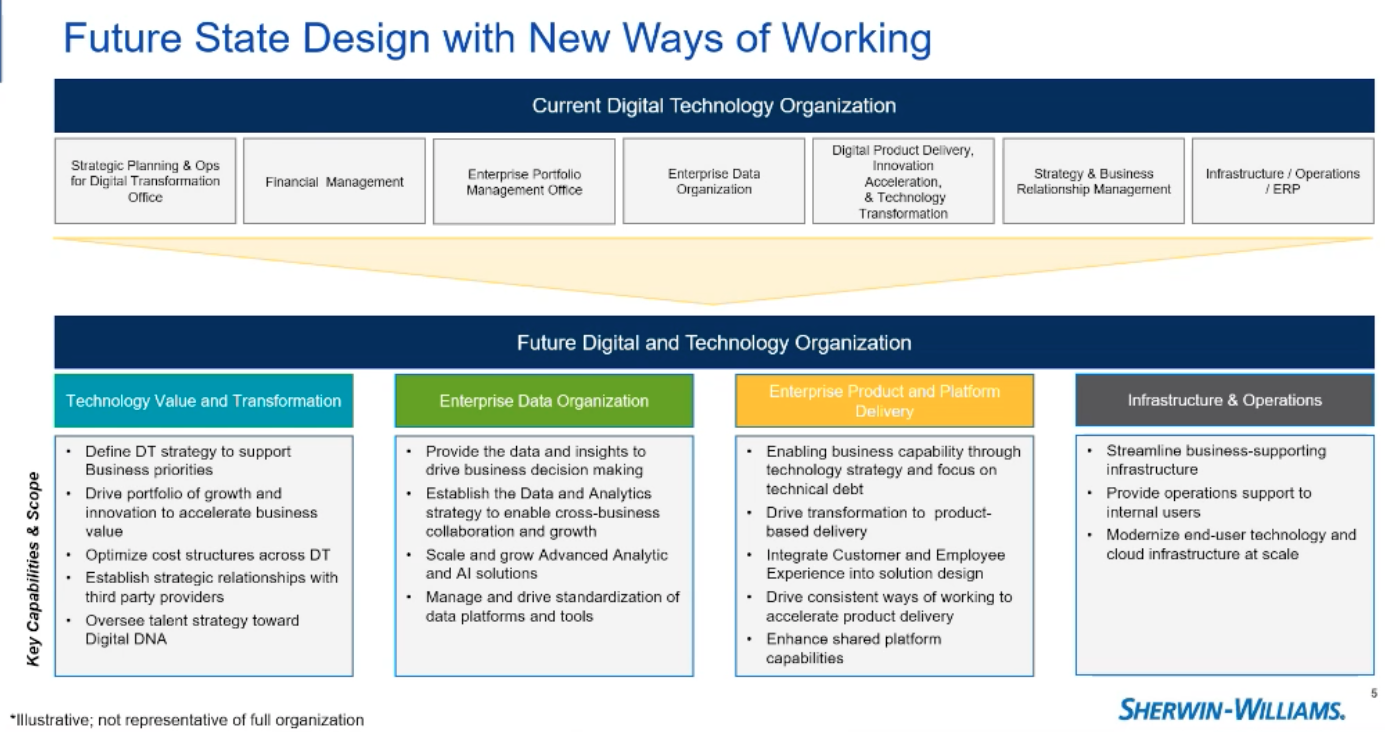 Future State Design with New Ways of Working
Current Digital Technology Organization
Strategic Planning & Ops
for Digital Transformation
Office
Financial Management
Enterprise Portfolio
Management Office
Enterprise Data
Organization
Digital Product Delivery,
Innovation
Acceleration,
& Technology
Transformation
Strategy & Business
Relationship Management
Infrastructure / Operations
/ ERP
Future Digital and Technology Organization
Key Capabilities & Scope
Technology Value and Transformation
• Define DT strategy to support
Business priorities
• Drive portfolio of growth and
innovation to accelerate business
value
• Optimize cost structures across DT
• Establish strategic relationships with
third party providers
• Oversee talent strategy toward
Digital DNA
Enterprise Data Organization
• Provide the data and insights to
drive business decision making
• Establish the Data and Analytics
strategy to enable cross-business
collaboration and growth
• Scale and grow Advanced Analytic
and AI solutions
• Manage and drive standardization of
data platforms and tools
Enterprise Product and Platform
Delivery
• Enabling business capability through
technology strategy and focus on
technical debt
• Drive transformation to product-
based delivery
• Integrate Customer and Employee
Experience into solution design
• Drive consistent ways of working to
accelerate product delivery
• Enhance shared platform
capabilities
Infrastructure & Operations
• Streamline business-supporting
infrastructure
• Provide operations support to
internal users
• Modernize end-user technology and
cloud infrastructure at scale
*Illustrative; not representative of full organization
SHERWIN-WILLIAMS.
5